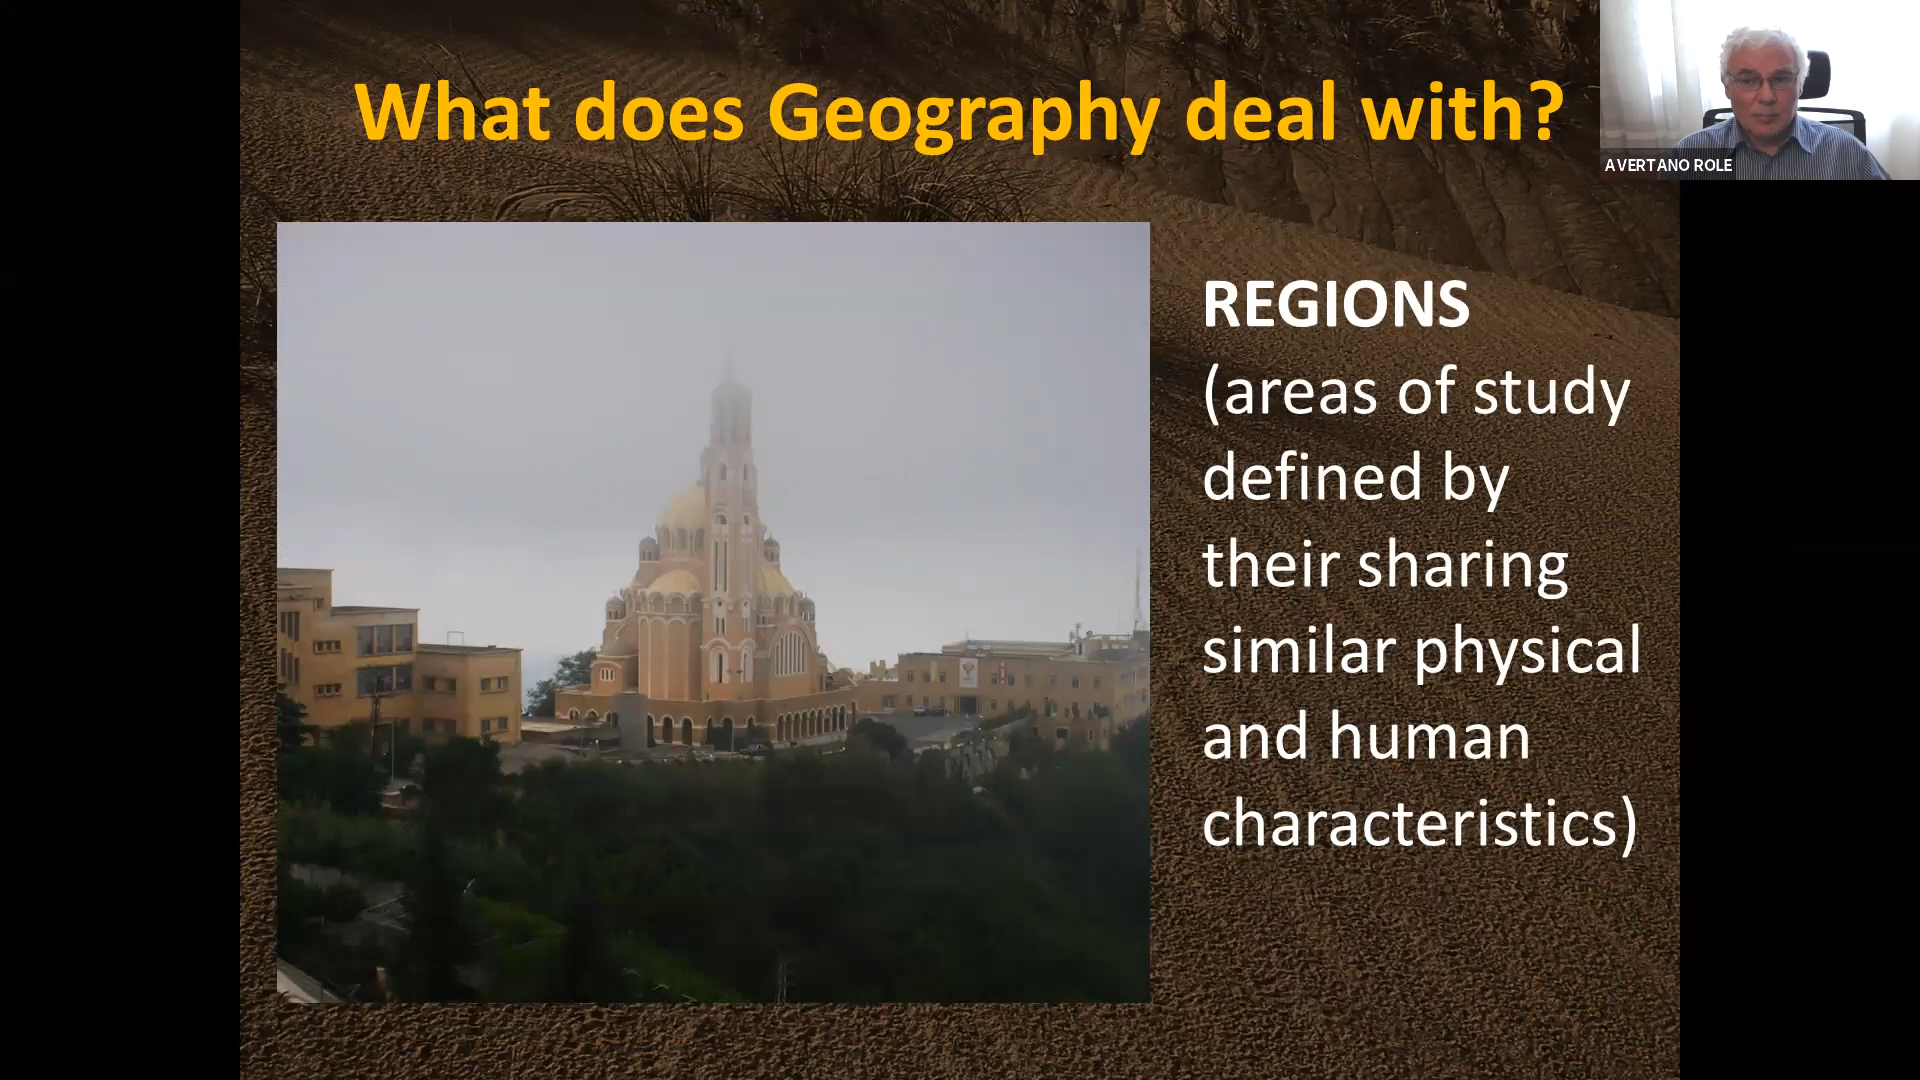 What does Geography deal with?
AVERTANO ROLE
REGIONS
(areas of study
defined by
their sharing
similar physical
and human
characteristics)